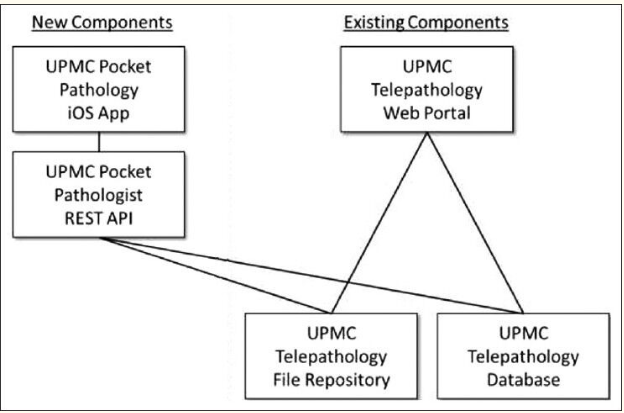 New Components
UPMC Pocket
Pathology
iOS App
UPMC Pocket
Pathologist
REST API
Existing Components
UPMC
Telepathology
Web Portal
UPMC
Telepathology
File Repository
UPMC
Telepathology
Database